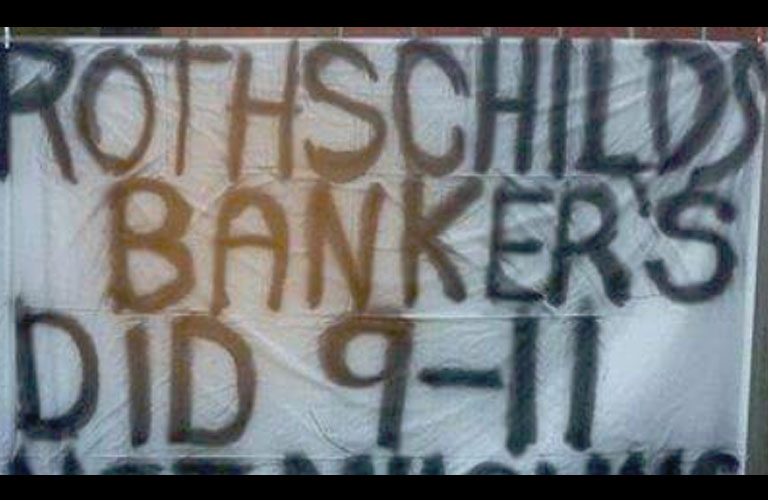 ROTHSCHILDS
BANKER'S
DID 9-11